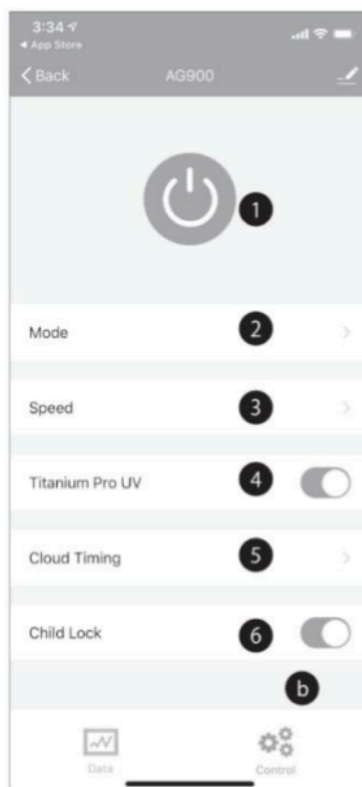 3:34
App Store
Back AG900
1
Mode 2
Speed 3
Titanium Pro UV 4
Cloud Timing 5
Child Lock 6
b
Data Control